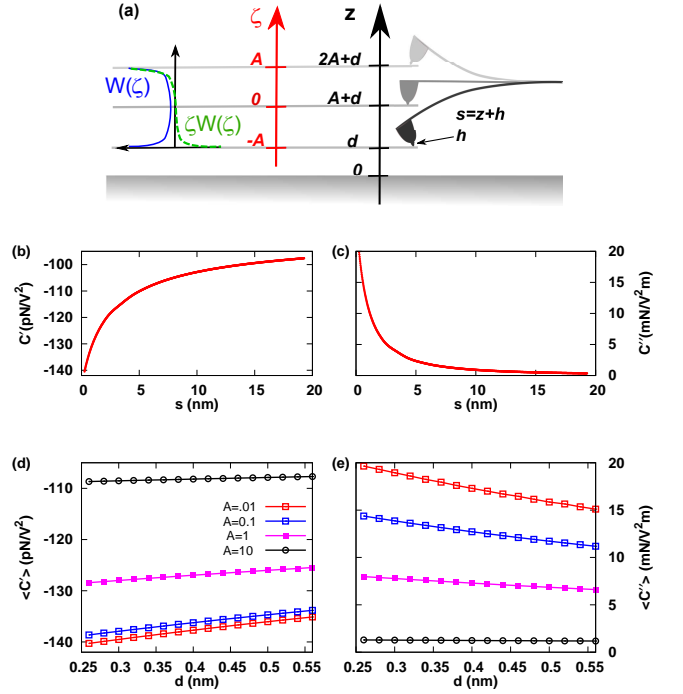 (a)
ζ
z
A
2A+d
W(ζ)
0
A+d
s=z+h
ζW(ζ)
-A
d
h
0
(b)
(c)
-100
-110
-120
-130
-140
C′(pN/V²)
0 5 10 15 20
s (nm)
20
15
10
5
0
C′′(mN/V²m)
0 5 10 15 20
s (nm)
(d)
(e)
-110
-120
-130
-140
<C′> (pN/V²)
A=.01
A=0.1
A=1
A=10
0.25 0.3 0.35 0.4 0.45 0.5 0.55
d (nm)
20
15
10
5
0
<C′′> (mN/V²m)
0.25 0.3 0.35 0.4 0.45 0.5 0.55
d (nm)